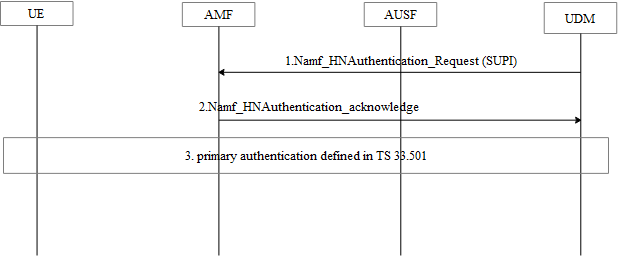 UE
AMF
AUSF
UDM
1.Namf_HNAuthentication_Request (SUPI)
2.Namf_HNAuthentication_acknowledge
3. primary authentication defined in TS 33.501